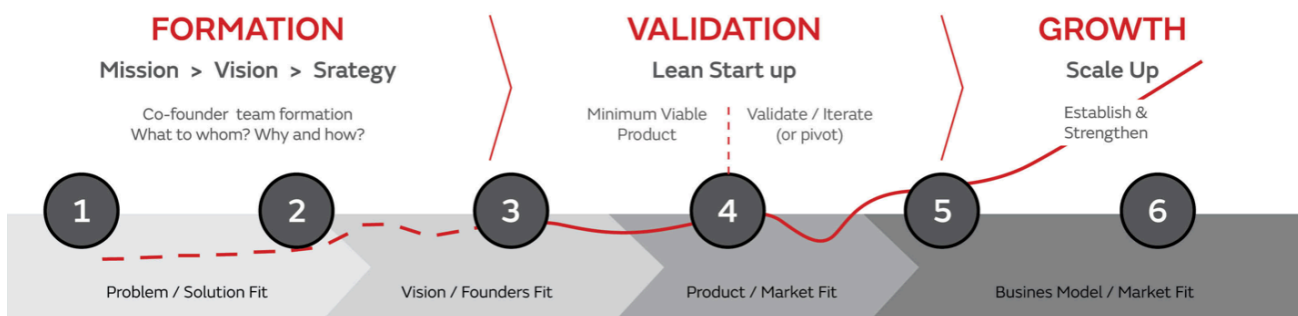 FORMATION
Mission > Vision > Srategy
Co-founder team formation
What to whom? Why and how?
VALIDATION
Lean Start up
Minimum Viable
Product
Validate / Iterate
(or pivot)
GROWTH
Scale Up
Establish &
Strengthen
1
2
3
4
5
6
Problem / Solution Fit
Vision / Founders Fit
Product / Market Fit
Busines Model / Market Fit